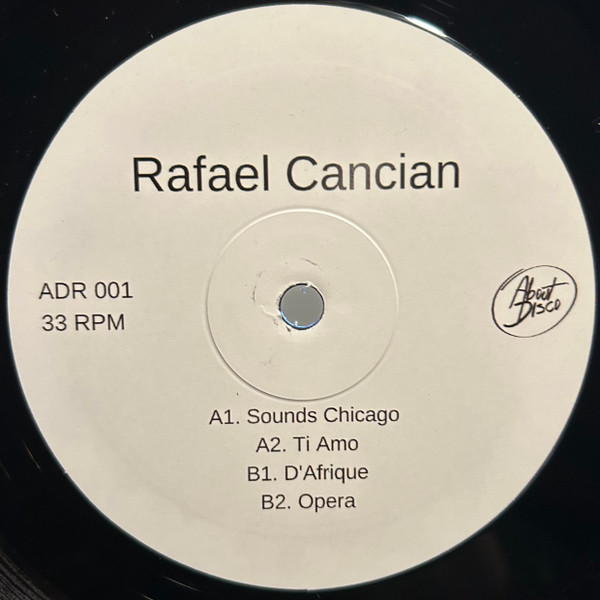 Rafael Cancian
ADR 001
33 RPM
About
Disco
A1. Sounds Chicago
A2. Ti Amo
B1. D'Afrique
B2. Opera